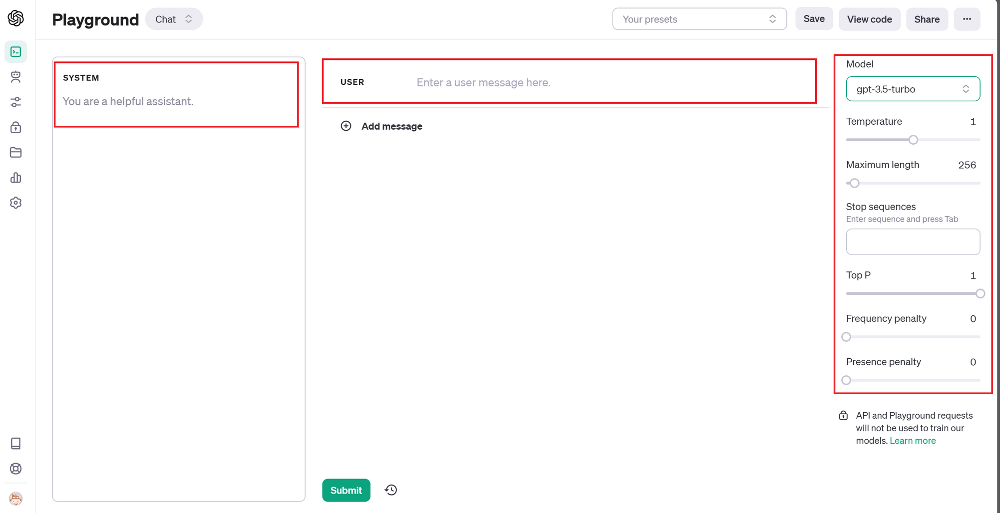 Playground
Chat
Your presets
Save
View code
Share
SYSTEM
You are a helpful assistant.
USER
Enter a user message here.
Add message
Submit
Model
gpt-3.5-turbo
Temperature 1
Maximum length 256
Stop sequences
Enter sequence and press Tab
Top P 1
Frequency penalty 0
Presence penalty 0
API and Playground requests
will not be used to train our
models. Learn more